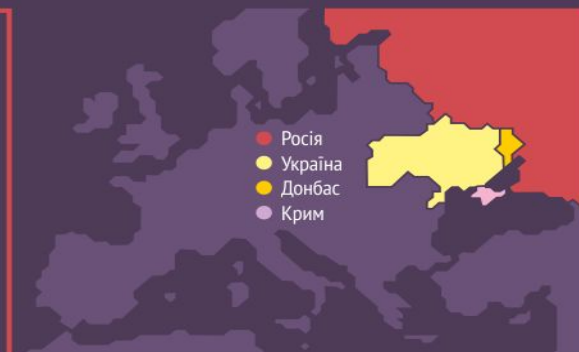 Росія
Україна
Донбас
Крим